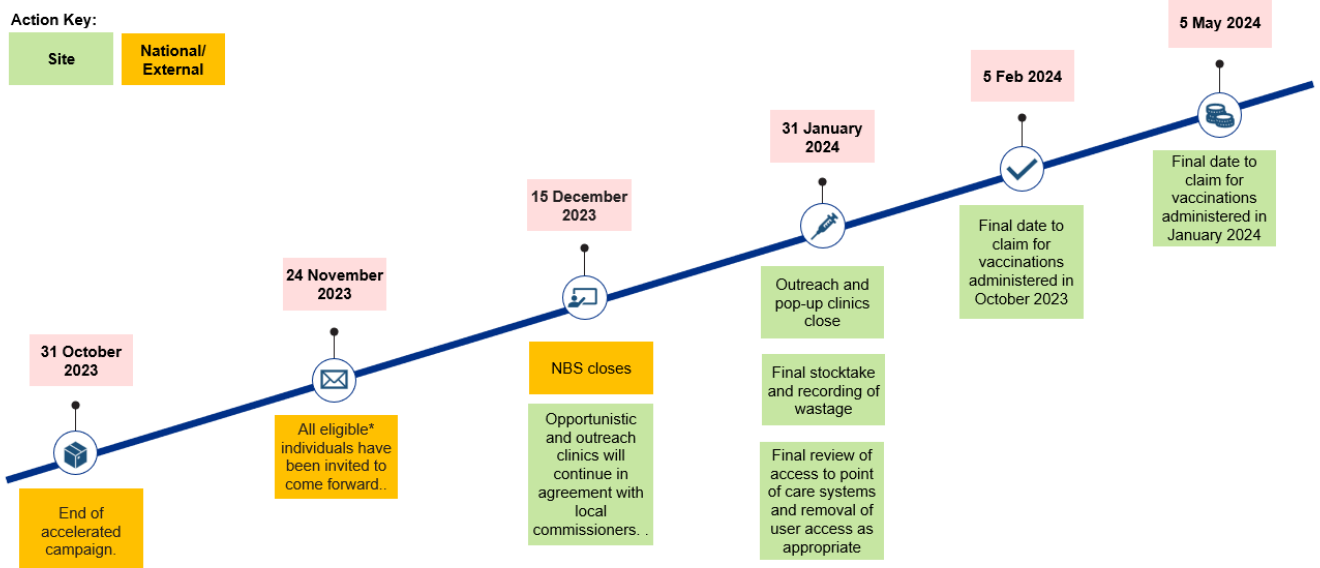 Action Key:
Site
National/
External
31 October
2023
End of
accelerated
campaign.
24 November
2023
All eligible*
individuals have
been invited to
come forward..
15 December
2023
NBS closes
Opportunistic
and outreach
clinics will
continue in
agreement with
local
commissioners. .
31 January
2024
Outreach and
pop-up clinics
close
Final stocktake
and recording of
wastage
Final review of
access to point
of care systems
and removal of
user access as
appropriate
5 Feb 2024
Final date to
claim for
vaccinations
administered in
October 2023
5 May 2024
Final date to
claim for
vaccinations
administered in
January 2024